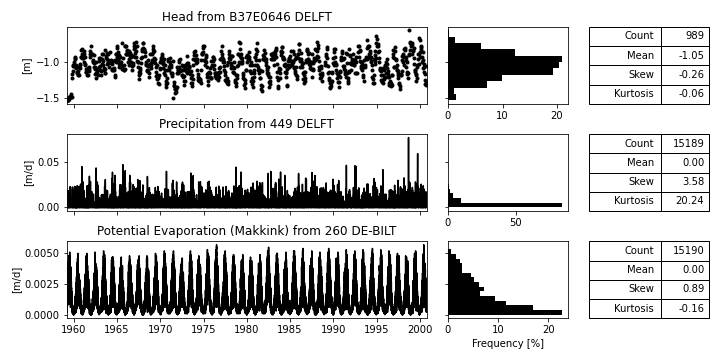 Head from B37E0646 DELFT
[m]
−1.0
−1.5
0 10 20
Count 989
Mean -1.05
Skew -0.26
Kurtosis -0.06
Precipitation from 449 DELFT
[m/d]
0.05
0.00
0 50
Count 15189
Mean 0.00
Skew 3.58
Kurtosis 20.24
Potential Evaporation (Makkink) from 260 DE-BILT
[m/d]
0.0050
0.0025
0.0000
1960 1965 1970 1975 1980 1985 1990 1995 2000
0 10 20
Frequency [%]
Count 15190
Mean 0.00
Skew 0.89
Kurtosis -0.16